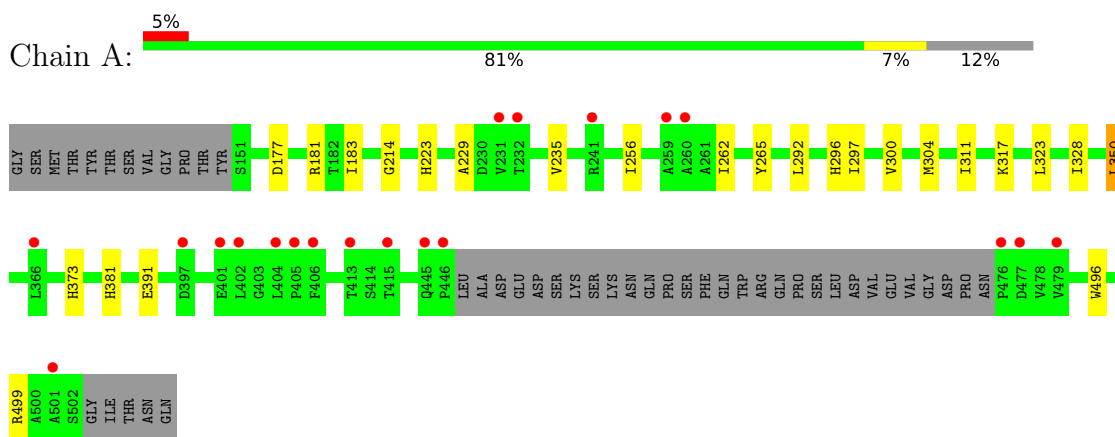 5%
Chain A:
81% 7% 12%
GLY SER MET THR TYR THR SER VAL GLY PRO THR TYR S151 D177 R181 T182 I183 G214 H223 A229 D230 V231 T232 V235 R241 I256 A259 A260 A261 I262 Y265 L292 H296 I297 V300 M304 I311 K317 L323 I328 L350
L366 H373 H381 E391 D397 E401 L402 G403 L404 P405 F406 T413 S414 T415 Q445 P446 LEU ALA ASP GLU ASP SER LYS SER LYS ASN GLN PRO SER PHE GLN TRP ARG GLN PRO SER LEU ASP VAL GLU VAL GLY ASP PRO ASN P476 D477 V478 V479 W496
R499 A500 A501 S502 GLY ILE THR ASN GLN